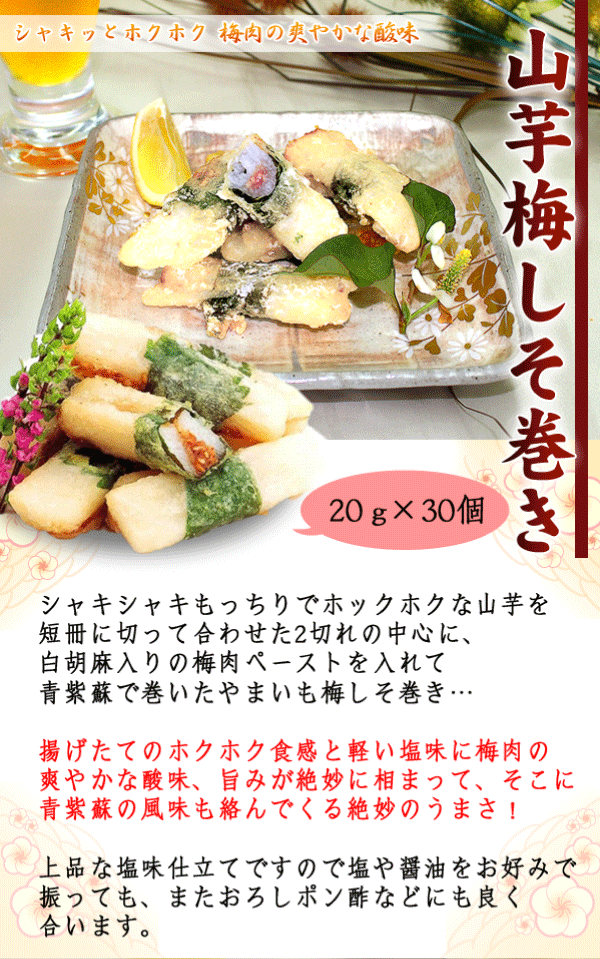 シャキッとホクホク 梅肉の爽やかな酸味
山芋梅しそ巻き
20g×30個
シャキシャキもっちりでホックホクな山芋を
短冊に切って合わせた2切れの中心に、
白胡麻入りの梅肉ペーストを入れて
青紫蘇で巻いたやまいも梅しそ巻き…
揚げたてのホクホク食感と軽い塩味に梅肉の
爽やかな酸味、旨みが絶妙に相まって、そこに
青紫蘇の風味も絡んでくる絶妙のうまさ！
上品な塩味仕立てですので塩や醤油をお好みで
振っても、またおろしポン酢などにも良く
合います。